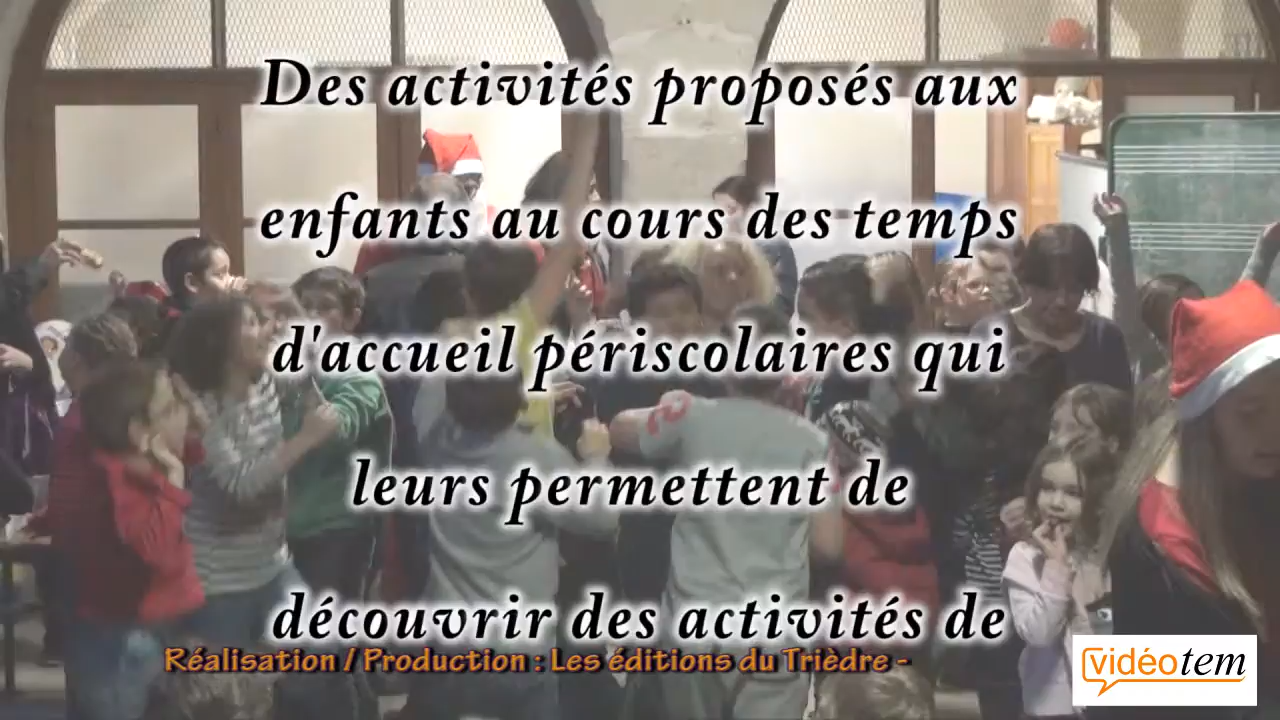 Des activités proposés aux
enfants au cours des temps
d'accueil périscolaires qui
leurs permettent de
découvrir des activités de
Réalisation / Production : Les éditions du Trièdre -
vidéotem